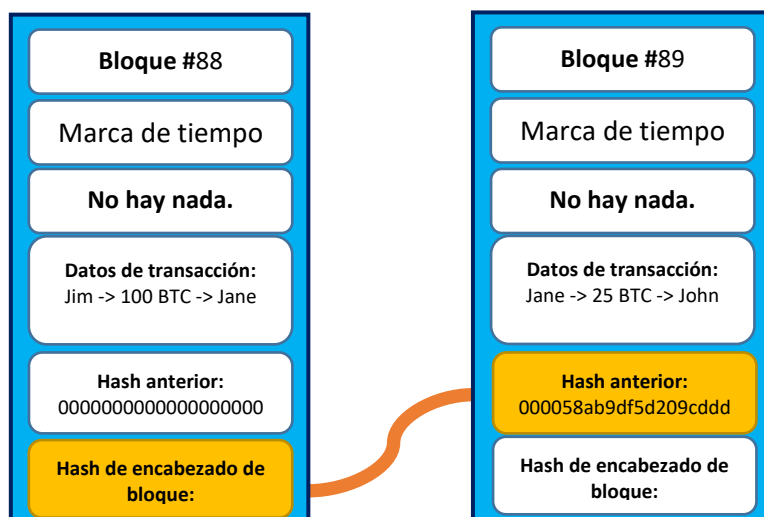 Bloque #88
Marca de tiempo
No hay nada.
Datos de transacción:
Jim -> 100 BTC -> Jane
Hash anterior:
0000000000000000000
Hash de encabezado de
bloque:
Bloque #89
Marca de tiempo
No hay nada.
Datos de transacción:
Jane -> 25 BTC -> John
Hash anterior:
000058ab9df5d209cddd
Hash de encabezado de
bloque: